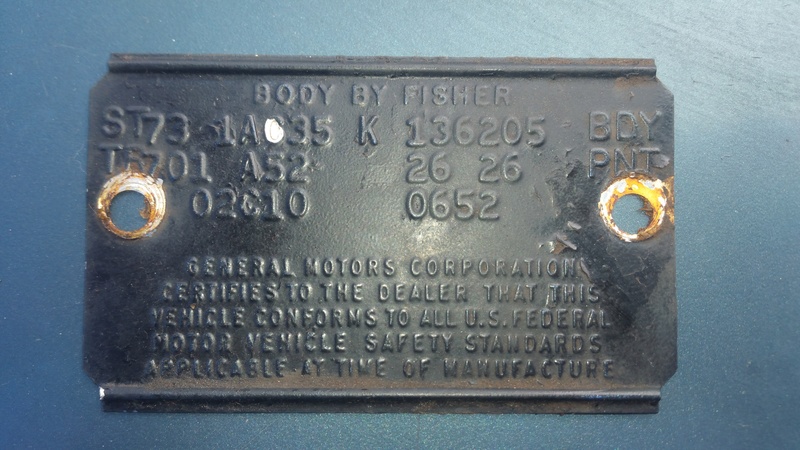 BODY BY FISHER
ST73 1AC35 K 136205 BDY
TR701 A52 26 26 PNT
02C10 0652
GENERAL MOTORS CORPORATION
CERTIFIES TO THE DEALER THAT THIS
VEHICLE CONFORMS TO ALL U.S. FEDERAL
MOTOR VEHICLE SAFETY STANDARDS
APPLICABLE AT TIME OF MANUFACTURE